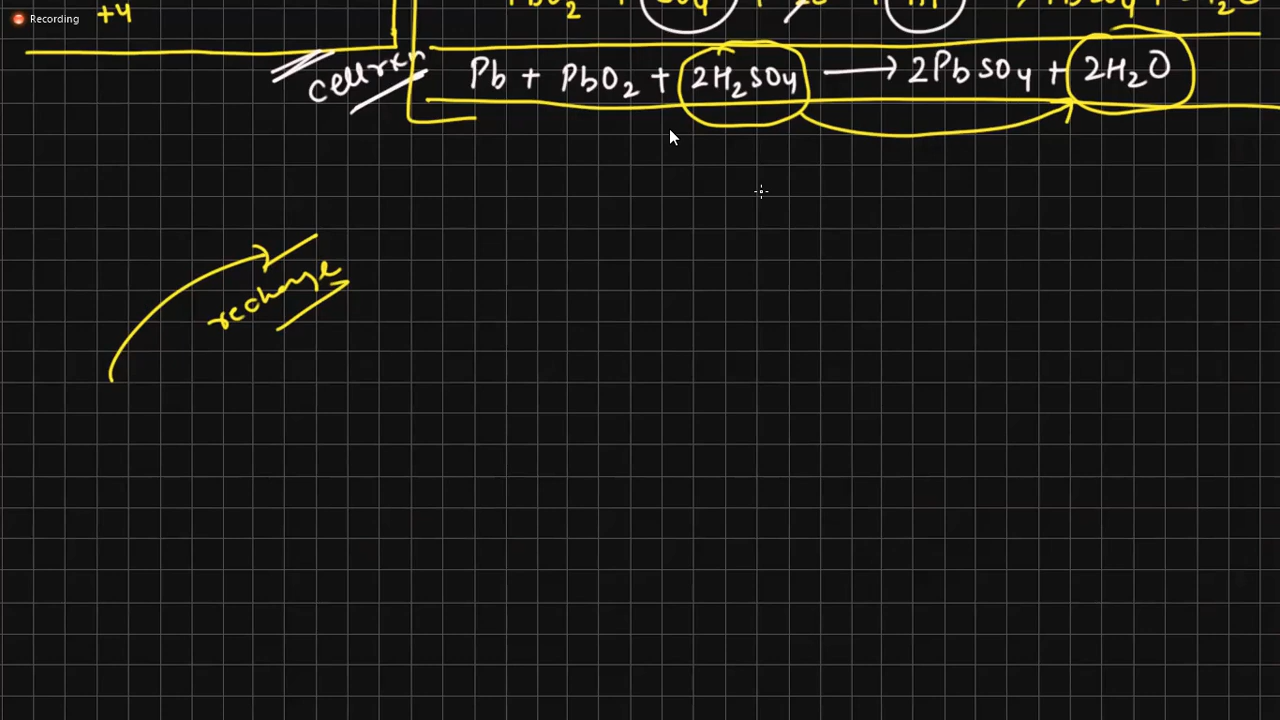 Recording
+4
cell rxn
Pb + PbO₂ + 2H₂SO₄ ⟶ 2PbSO₄ + 2H₂O
recharge